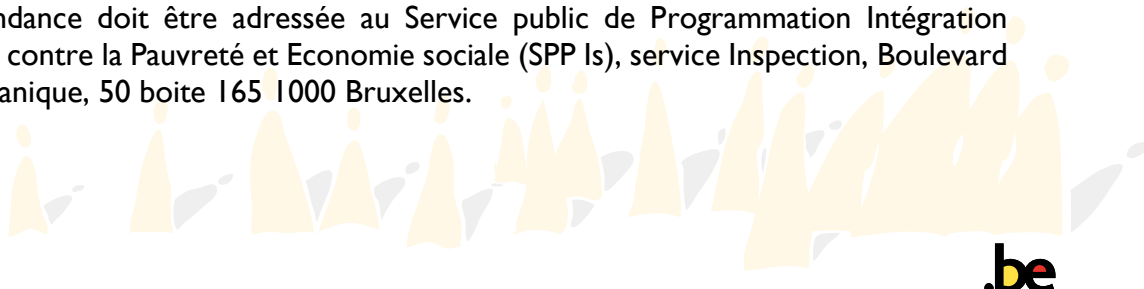 ndance doit être adressée au Service public de Programmation Intégration
contre la Pauvreté et Economie sociale (SPP Is), service Inspection, Boulevard
anique, 50 boite 165 1000 Bruxelles.
.be